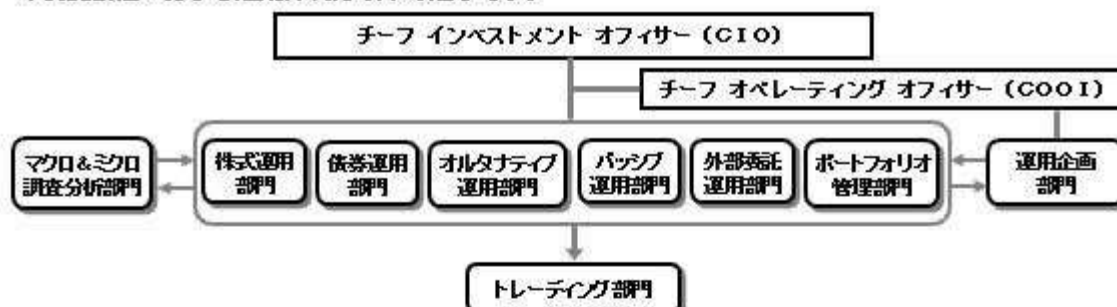 チーフ インベストメント オフィサー (CIO)
チーフ オペレーティング オフィサー (COOI)
マクロ&ミクロ
調査分析部門
株式運用
部門
債券運用
部門
オルタナティブ
運用部門
パッシブ
運用部門
外部委託
運用部門
ポートフォリオ
管理部門
運用企画
部門
トレーディング部門